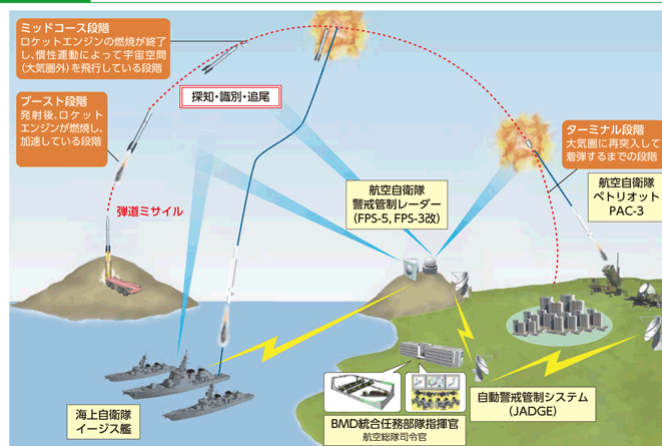 ミッドコース段階
ロケットエンジンの燃焼が終了
し、慣性運動によって宇宙空間
(大気圏外)を飛行している段階
ブースト段階
発射後、ロケット
エンジンが燃焼し、
加速している段階
探知・識別・追尾
弾道ミサイル
ターミナル段階
大気圏に再突入して
着弾するまでの段階
航空自衛隊
警戒管制レーダー
(FPS-5, FPS-3改)
航空自衛隊
ペトリオット
PAC-3
海上自衛隊
イージス艦
BMD統合任務部隊指揮官
航空総隊司令官
自動警戒管制システム
(JADGE)